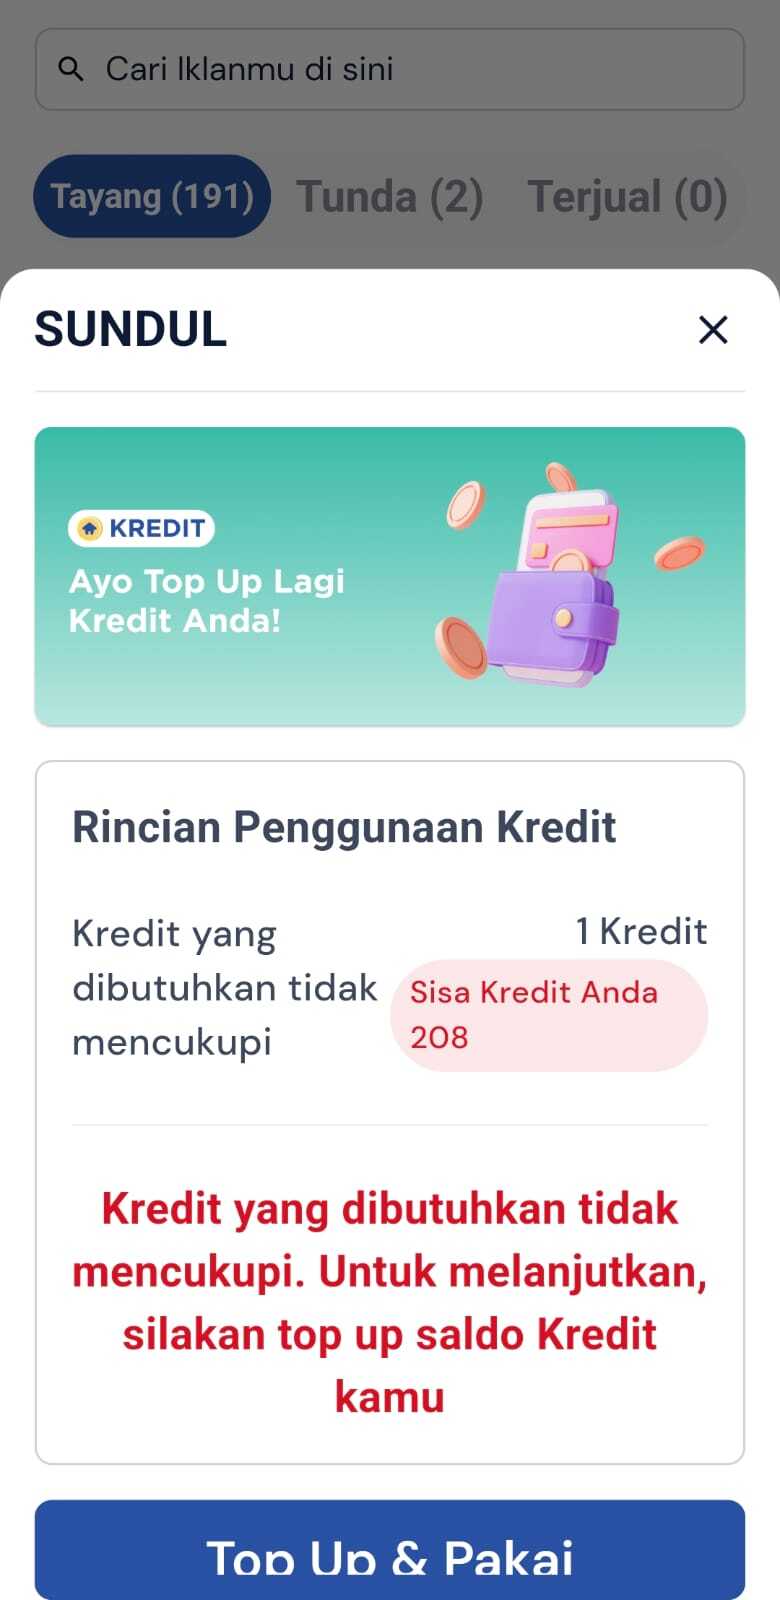 Cari Iklanmu di sini
Tayang (191) Tunda (2) Terjual (0)
SUNDUL
KREDIT
Ayo Top Up Lagi
Kredit Anda!
Rincian Penggunaan Kredit
Kredit yang
dibutuhkan tidak
mencukupi
1 Kredit
Sisa Kredit Anda
208
Kredit yang dibutuhkan tidak
mencukupi. Untuk melanjutkan,
silakan top up saldo Kredit
kamu
Top Up & Pakai